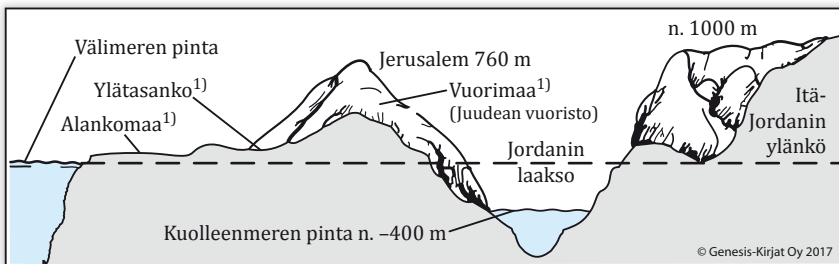 Välimeren pinta
Ylätasanko1)
Alankomaa1)
Jerusalem 760 m
Vuorimaa1)
(Juudean vuoristo)
n. 1000 m
Itä-
Jordanin
ylänkö
Jordanin
laakso
Kuolleenmeren pinta n. –400 m
© Genesis-Kirjat Oy 2017